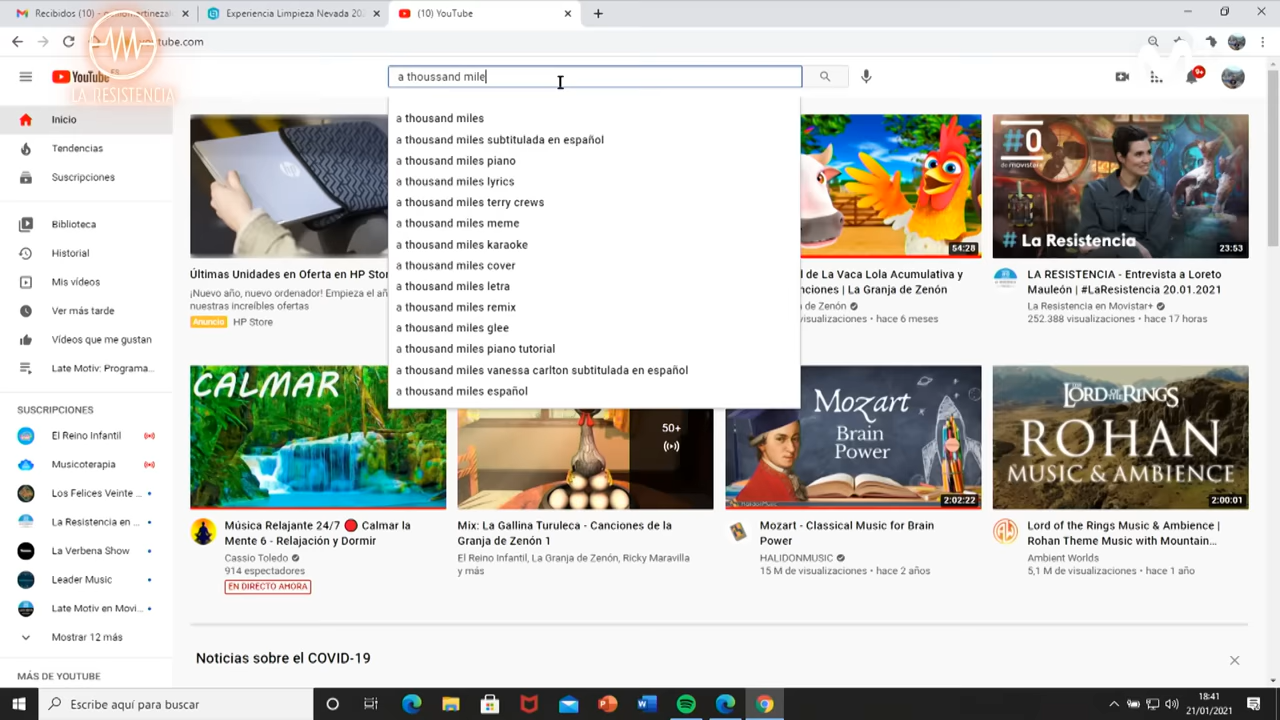 Recibidos (10) -
Experiencia Limpieza Nevada 202
(10) YouTube
youtube.com
YouTube ES
LA RESISTENCIA
a thoussand mile
9+
Inicio
Tendencias
Suscripciones
Biblioteca
Historial
Mis vídeos
Ver más tarde
Vídeos que me gustan
Late Motiv: Programa...
SUSCRIPCIONES
El Reino Infantil
Musicoterapia
Los Felices Veinte ...
La Resistencia en ...
La Verbena Show
Leader Music
Late Motiv en Movi...
Mostrar 12 más
MÁS DE YOUTUBE
a thousand miles
a thousand miles subtitulada en español
a thousand miles piano
a thousand miles lyrics
a thousand miles terry crews
a thousand miles meme
a thousand miles karaoke
a thousand miles cover
a thousand miles letra
a thousand miles remix
a thousand miles glee
a thousand miles piano tutorial
a thousand miles vanessa carlton subtitulada en español
a thousand miles español
Últimas Unidades en Oferta en HP Stor
¡Nuevo año, nuevo ordenador! Empieza el añ
nuestras increíbles ofertas
Anuncio HP Store
54:28
l de La Vaca Lola Acumulativa y
nciones | La Granja de Zenón
de Zenón
visualizaciones • hace 6 meses
#0
de movistar
# La Resistencia
23:53
LA RESISTENCIA - Entrevista a Loreto
Mauleón | #LaResistencia 20.01.2021
La Resistencia en Movistar+
252.388 visualizaciones • hace 17 horas
CALMAR
Música Relajante 24/7 🔴 Calmar la
Mente 6 - Relajación y Dormir
Cassio Toledo
914 espectadores
EN DIRECTO AHORA
50+
Mix: La Gallina Turuleca - Canciones de la
Granja de Zenón 1
El Reino Infantil, La Granja de Zenón, Ricky Maravilla
y más
Mozart
Brain
Power
2:02:22
Mozart - Classical Music for Brain
Power
HALIDONMUSIC
15 M de visualizaciones • hace 2 años
THE LORD OF THE RINGS
ROHAN
MUSIC & AMBIENCE
2:00:01
Lord of the Rings Music & Ambience |
Rohan Theme Music with Mountain...
Ambient Worlds
5,1 M de visualizaciones • hace 1 año
Noticias sobre el COVID-19
Escribe aquí para buscar
18:41
21/01/2021